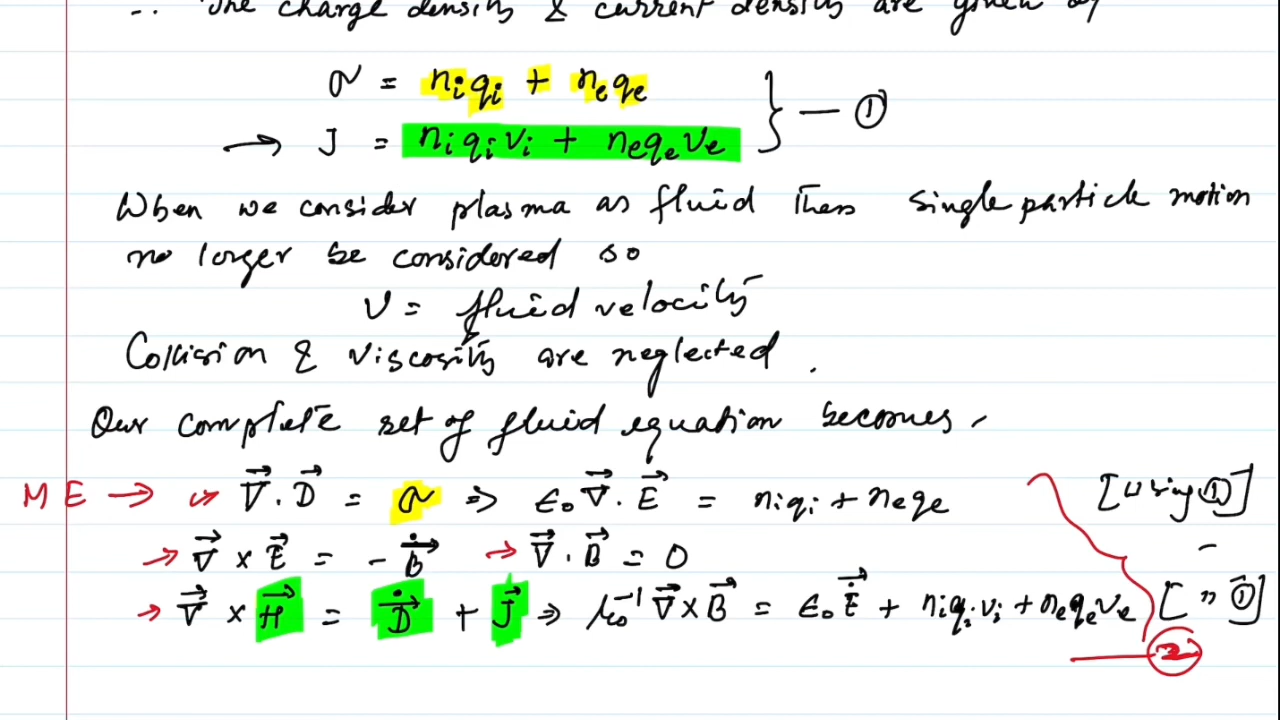 ∴ The charge density & current density are given by
σ = nᵢqᵢ + nₑqₑ } — ①
→ J = nᵢqᵢvᵢ + nₑqₑvₑ
When we consider plasma as fluid then single particle motion
no longer be considered so
v = fluid velocity
Collision & viscosity are neglected.
Our complete set of fluid equation becomes,
ME → ∇⃗ . D⃗ = σ ⇒ ε₀ ∇⃗ . E⃗ = nᵢqᵢ + nₑqₑ [Using ①]
→ ∇⃗ × E⃗ = - Ḃ⃗ → ∇⃗ . B⃗ = 0
→ ∇⃗ × H⃗ = Ḋ⃗ + J⃗ ⇒ μ₀⁻¹ ∇⃗ × B⃗ = ε₀ Ė⃗ + nᵢqᵢvᵢ + nₑqₑvₑ [" ①]
— ②